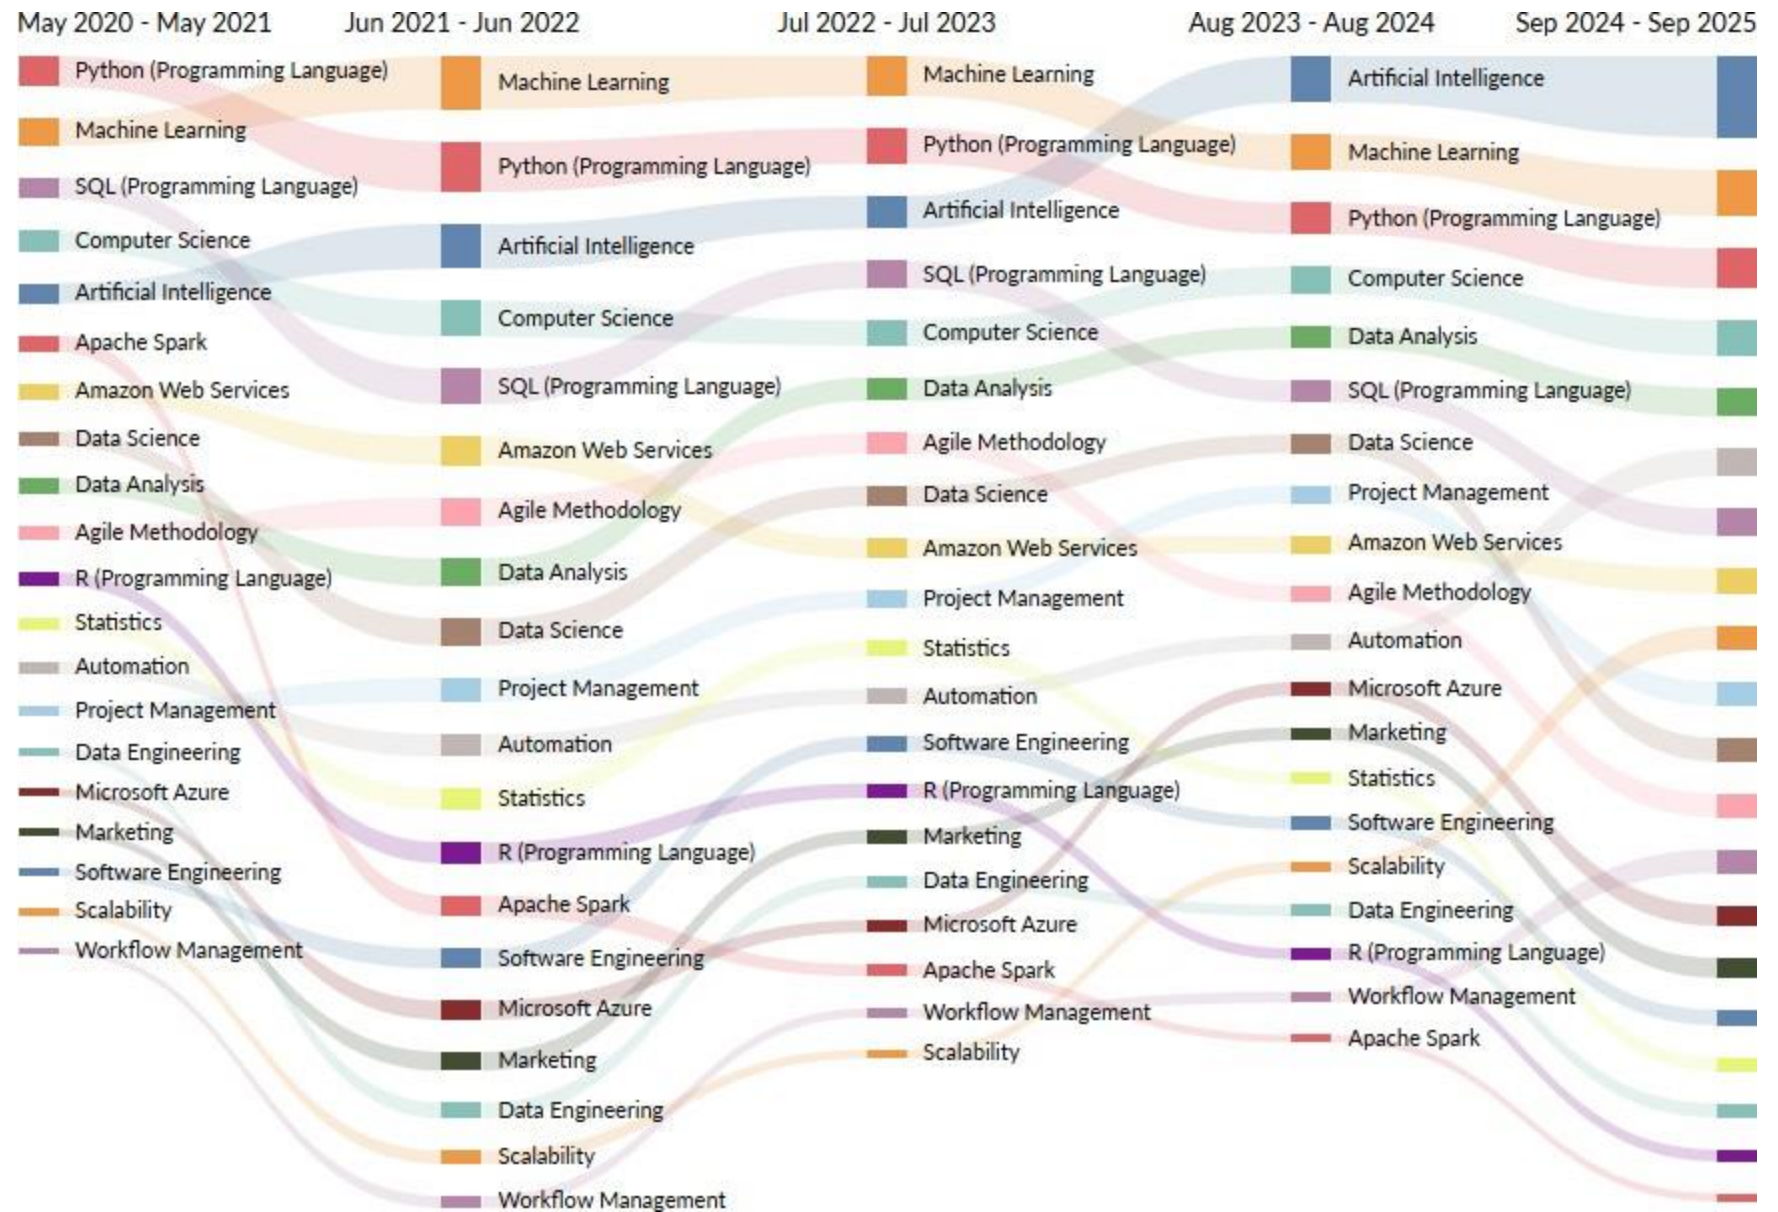 May 2020 - May 2021
Jun 2021 - Jun 2022
Jul 2022 - Jul 2023
Aug 2023 - Aug 2024
Sep 2024 - Sep 2025
Python (Programming Language)
Machine Learning
SQL (Programming Language)
Computer Science
Artificial Intelligence
Apache Spark
Amazon Web Services
Data Science
Data Analysis
Agile Methodology
R (Programming Language)
Statistics
Automation
Project Management
Data Engineering
Microsoft Azure
Marketing
Software Engineering
Scalability
Workflow Management
Machine Learning
Python (Programming Language)
Artificial Intelligence
Computer Science
SQL (Programming Language)
Amazon Web Services
Agile Methodology
Data Analysis
Data Science
Project Management
Automation
Statistics
R (Programming Language)
Apache Spark
Software Engineering
Microsoft Azure
Marketing
Data Engineering
Scalability
Workflow Management
Machine Learning
Python (Programming Language)
Artificial Intelligence
SQL (Programming Language)
Computer Science
Data Analysis
Agile Methodology
Data Science
Amazon Web Services
Project Management
Statistics
Automation
Software Engineering
R (Programming Language)
Marketing
Data Engineering
Microsoft Azure
Apache Spark
Workflow Management
Scalability
Artificial Intelligence
Machine Learning
Python (Programming Language)
Computer Science
Data Analysis
SQL (Programming Language)
Data Science
Project Management
Amazon Web Services
Agile Methodology
Automation
Microsoft Azure
Marketing
Statistics
Software Engineering
Scalability
Data Engineering
R (Programming Language)
Workflow Management
Apache Spark